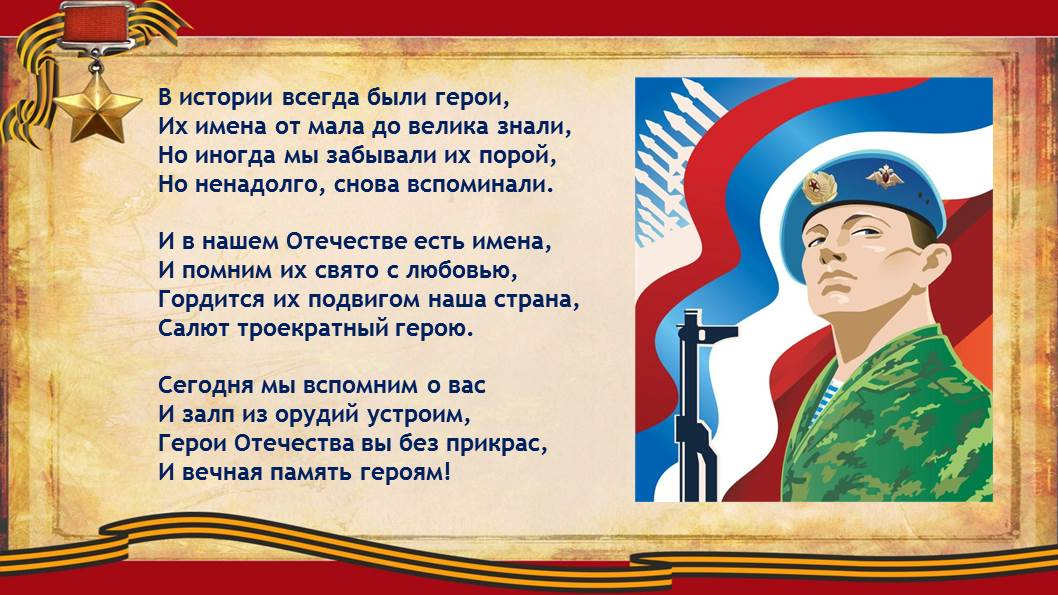 В истории всегда были герои,
Их имена от мала до велика знали,
Но иногда мы забывали их порой,
Но ненадолго, снова вспоминали.
И в нашем Отечестве есть имена,
И помним их свято с любовью,
Гордится их подвигом наша страна,
Салют троекратный герою.
Сегодня мы вспомним о вас
И залп из орудий устроим,
Герои Отечества вы без прикрас,
И вечная память героям!